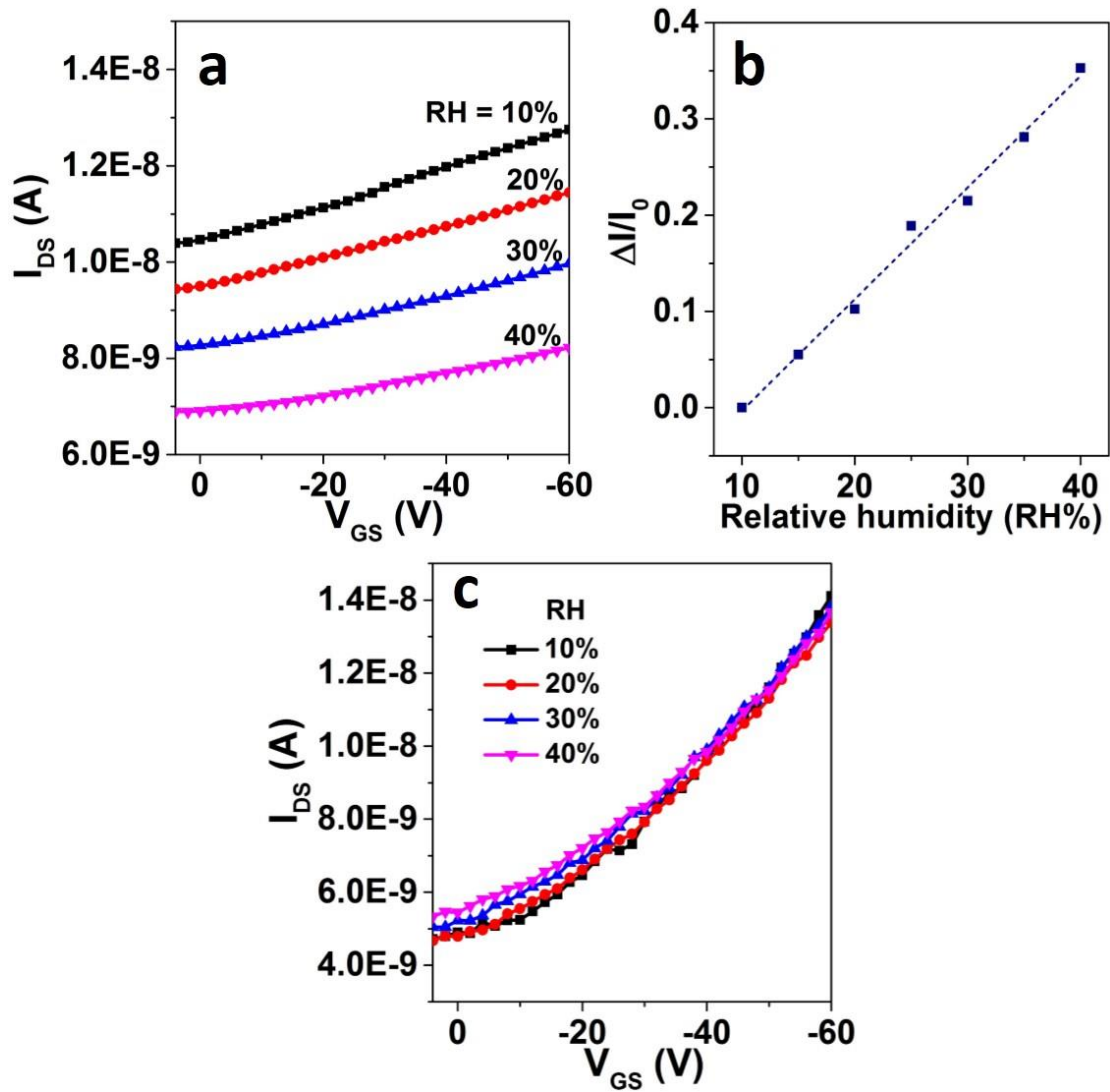 a
RH = 10%
20%
30%
40%
1.4E-8
1.2E-8
1.0E-8
8.0E-9
6.0E-9
I_DS (A)
0 -20 -40 -60
V_GS (V)
b
0.4
0.3
0.2
0.1
0.0
ΔI/I_0
10 20 30 40
Relative humidity (RH%)
c
RH
10%
20%
30%
40%
1.4E-8
1.2E-8
1.0E-8
8.0E-9
6.0E-9
4.0E-9
I_DS (A)
0 -20 -40 -60
V_GS (V)